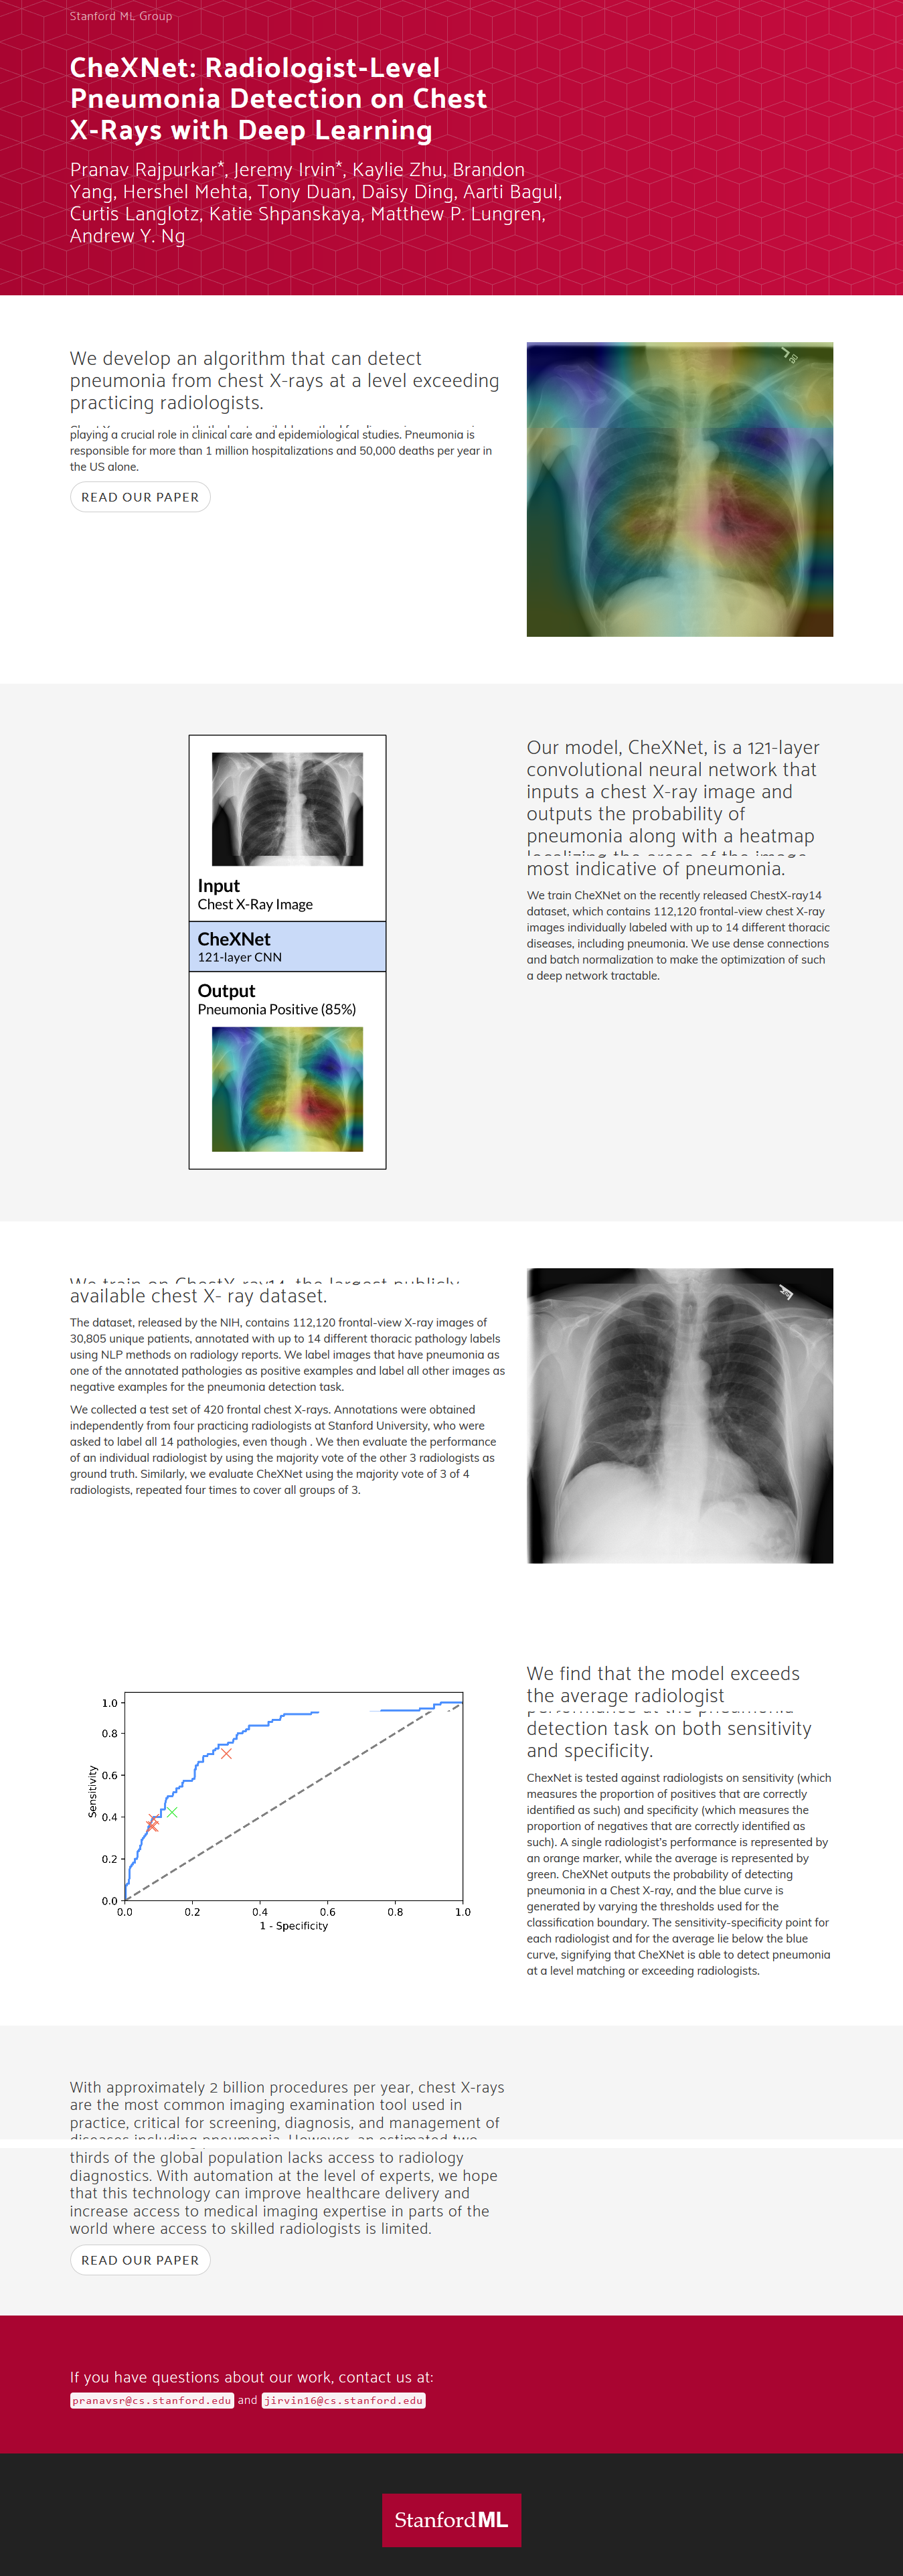 Stanford ML Group
CheXNet: Radiologist-Level
Pneumonia Detection on Chest
X-Rays with Deep Learning
Pranav Rajpurkar*, Jeremy Irvin*, Kaylie Zhu, Brandon
Yang, Hershel Mehta, Tony Duan, Daisy Ding, Aarti Bagul,
Curtis Langlotz, Katie Shpanskaya, Matthew P. Lungren,
Andrew Y. Ng
We develop an algorithm that can detect
pneumonia from chest X-rays at a level exceeding
practicing radiologists.
playing a crucial role in clinical care and epidemiological studies. Pneumonia is
responsible for more than 1 million hospitalizations and 50,000 deaths per year in
the US alone.
READ OUR PAPER
Input
Chest X-Ray Image
CheXNet
121-layer CNN
Output
Pneumonia Positive (85%)
Our model, CheXNet, is a 121-layer
convolutional neural network that
inputs a chest X-ray image and
outputs the probability of
pneumonia along with a heatmap
localizing the areas of the image
most indicative of pneumonia.
We train CheXNet on the recently released ChestX-ray14
dataset, which contains 112,120 frontal-view chest X-ray
images individually labeled with up to 14 different thoracic
diseases, including pneumonia. We use dense connections
and batch normalization to make the optimization of such
a deep network tractable.
We train on ChestX-ray14, the largest publicly
available chest X- ray dataset.
The dataset, released by the NIH, contains 112,120 frontal-view X-ray images of
30,805 unique patients, annotated with up to 14 different thoracic pathology labels
using NLP methods on radiology reports. We label images that have pneumonia as
one of the annotated pathologies as positive examples and label all other images as
negative examples for the pneumonia detection task.
We collected a test set of 420 frontal chest X-rays. Annotations were obtained
independently from four practicing radiologists at Stanford University, who were
asked to label all 14 pathologies, even though . We then evaluate the performance
of an individual radiologist by using the majority vote of the other 3 radiologists as
ground truth. Similarly, we evaluate CheXNet using the majority vote of 3 of 4
radiologists, repeated four times to cover all groups of 3.
1.0
0.8
0.6
0.4
0.2
0.0
Sensitivity
0.0 0.2 0.4 0.6 0.8 1.0
1 - Specificity
We find that the model exceeds
the average radiologist
performance at the pneumonia
detection task on both sensitivity
and specificity.
ChexNet is tested against radiologists on sensitivity (which
measures the proportion of positives that are correctly
identified as such) and specificity (which measures the
proportion of negatives that are correctly identified as
such). A single radiologist's performance is represented by
an orange marker, while the average is represented by
green. CheXNet outputs the probability of detecting
pneumonia in a Chest X-ray, and the blue curve is
generated by varying the thresholds used for the
classification boundary. The sensitivity-specificity point for
each radiologist and for the average lie below the blue
curve, signifying that CheXNet is able to detect pneumonia
at a level matching or exceeding radiologists.
With approximately 2 billion procedures per year, chest X-rays
are the most common imaging examination tool used in
practice, critical for screening, diagnosis, and management of
diseases including pneumonia. However, an estimated two
thirds of the global population lacks access to radiology
diagnostics. With automation at the level of experts, we hope
that this technology can improve healthcare delivery and
increase access to medical imaging expertise in parts of the
world where access to skilled radiologists is limited.
READ OUR PAPER
If you have questions about our work, contact us at:
pranavsr@cs.stanford.edu and jirvin16@cs.stanford.edu
StanfordML